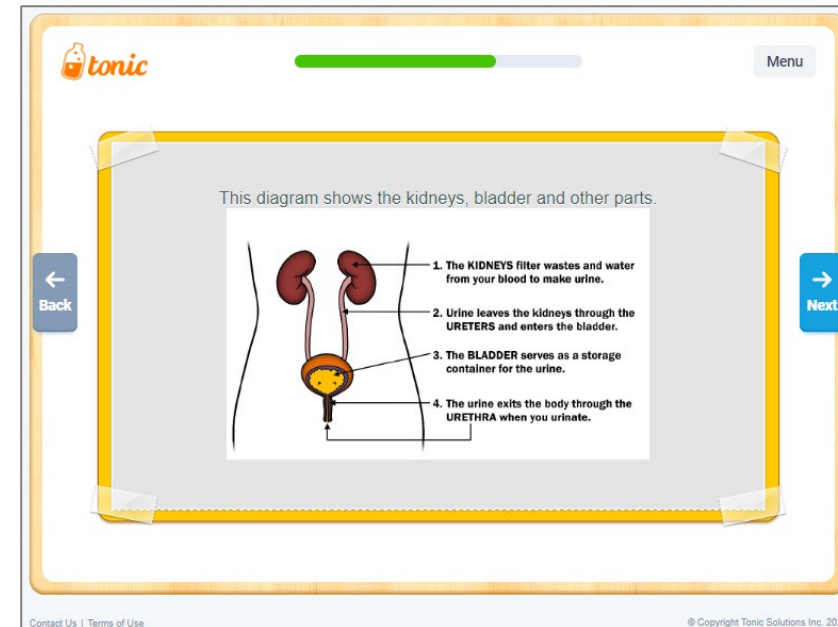 tonic
Menu
This diagram shows the kidneys, bladder and other parts.
1. The KIDNEYS filter wastes and water
from your blood to make urine.
2. Urine leaves the kidneys through the
URETERS and enters the bladder.
3. The BLADDER serves as a storage
container for the urine.
4. The urine exits the body through the
URETHRA when you urinate.
← Back
→ Next
Contact Us | Terms of Use
© Copyright Tonic Solutions Inc. 20